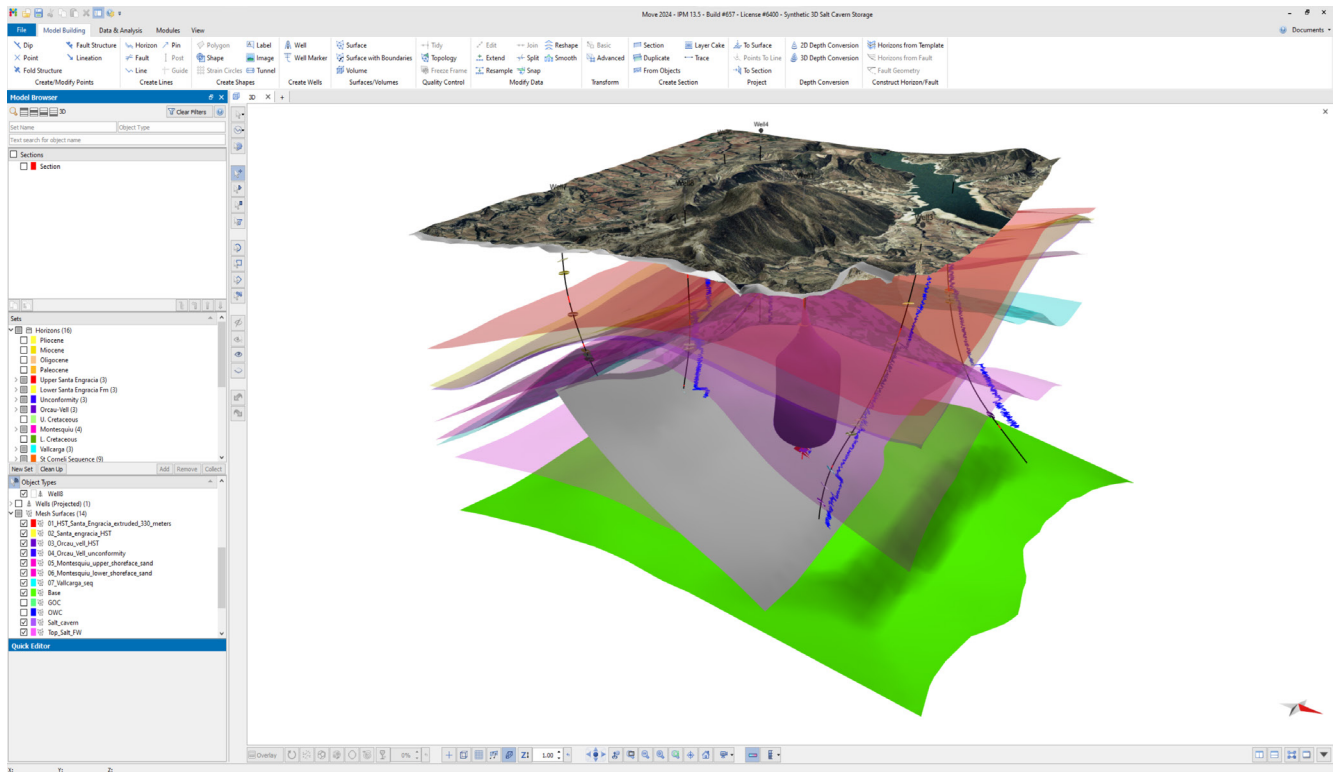 Move 2024 - IPM 13.5 - Build #657 - License #6400 - Synthetic 3D Salt Cavern Storage
File Model Building Data & Analysis Modules View Documents
Dip Fault Structure Horizon Pin Polygon Label Well Surface Tidy Edit Join Reshape Basic Section Layer Cake To Surface 2D Depth Conversion Horizons from Template
Point Lineation Fault Post Shape Image Well Marker Surface with Boundaries Topology Extend Split Smooth Advanced Duplicate Trace Points To Line 3D Depth Conversion Horizons from Fault
Fold Structure Line Guide Strain Circles Tunnel Volume Freeze Frame Resample Snap From Objects To Section Fault Geometry
Create/Modify Points Create Lines Create Shapes Create Wells Surfaces/Volumes Quality Control Modify Data Transform Create Section Project Depth Conversion Construct Horizon/Fault
Model Browser
3D
3D Clear Filters
Set Name Object Type
Text search for object name
Sections
Section
Sets
Horizons (16)
Pliocene
Miocene
Oligocene
Paleocene
Upper Santa Engracia (3)
Lower Santa Engracia Fm (3)
Unconformity (3)
Orcau-Vell (3)
U. Cretaceous
Montesquiu (4)
L. Cretaceous
Vallcarga (3)
St Corneli Sequence (9)
New Set Clean Up Add Remove Collect
Object Types
Well8
Wells (Projected) (1)
Mesh Surfaces (14)
01_HST_Santa_Engracia_extruded_330_meters
02_Santa_engracia_HST
03_Orcau_vell_HST
04_Orcau_Vell_unconformity
05_Montesquiu_upper_shoreface_sand
06_Montesquiu_lower_shoreface_sand
07_Vallcarga_seq
Base
GOC
OWC
Salt_cavern
Top_Salt_FW
Quick Editor
Well4
Overlay 0% Z: 1.00
X: Y: Z: